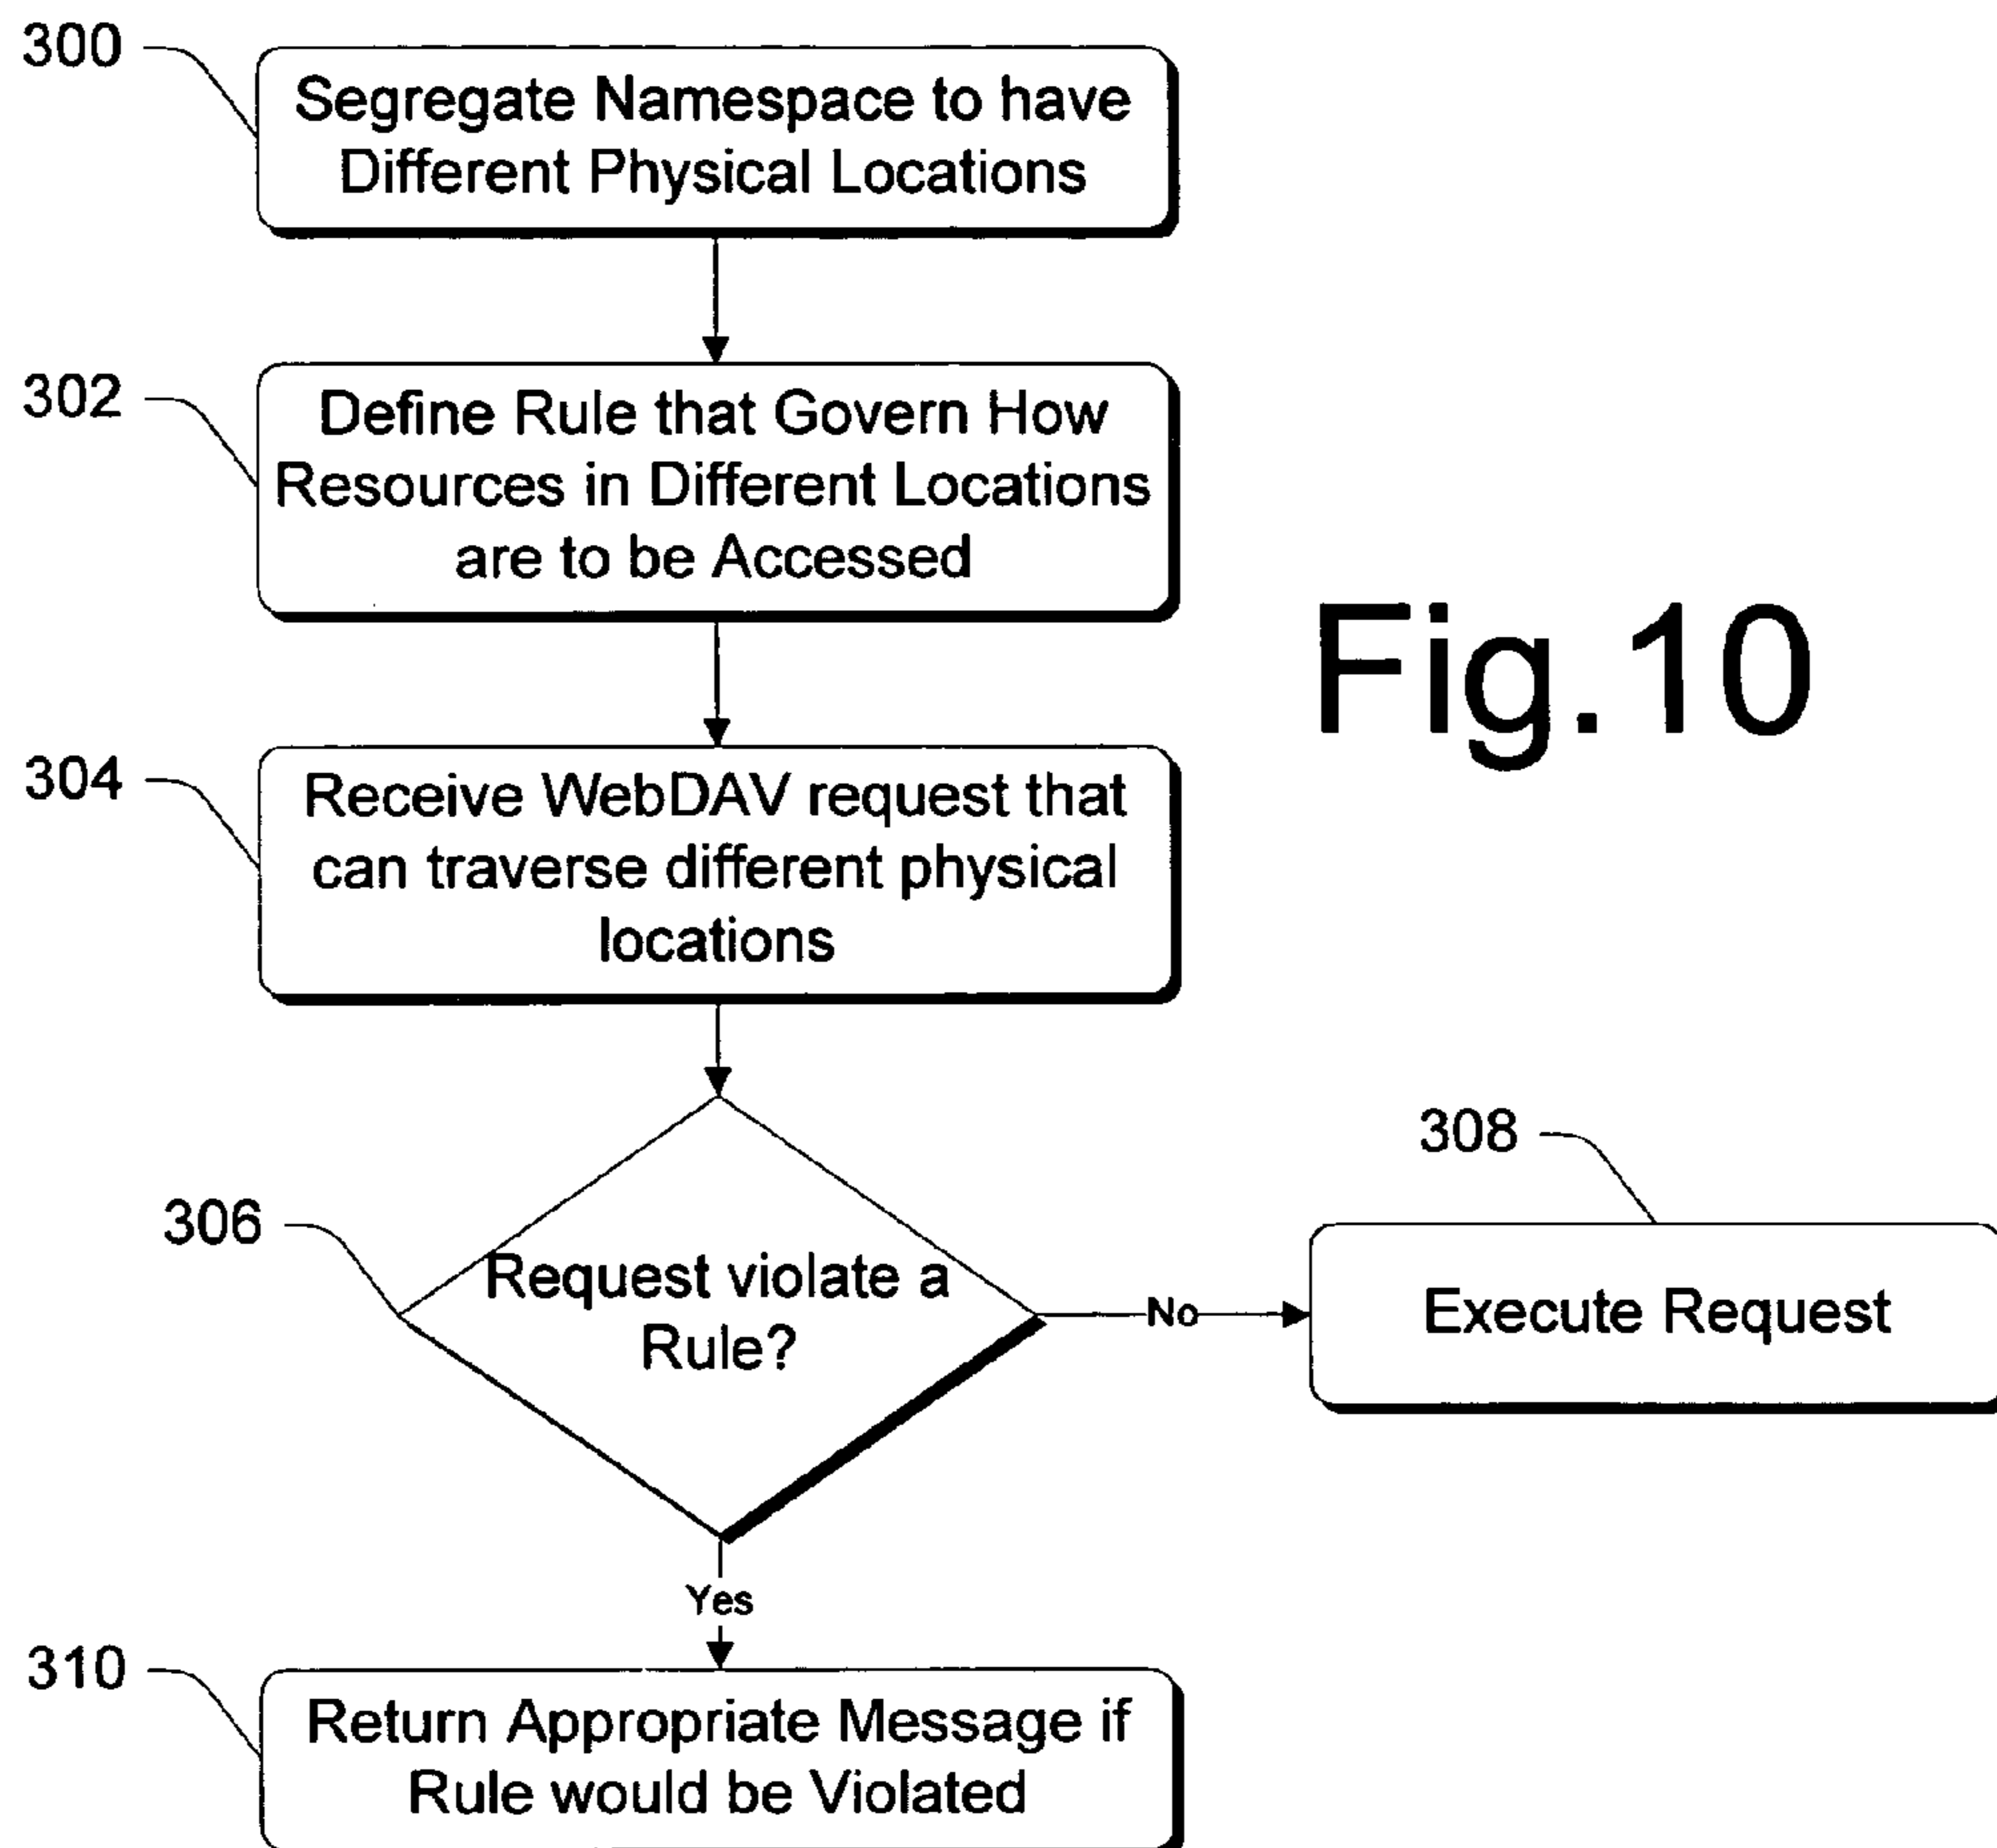 300
Segregate Namespace to have
Different Physical Locations
302
Define Rule that Govern How
Resources in Different Locations
are to be Accessed
Fig.10
304
Receive WebDAV request that
can traverse different physical
locations
308
306
Request violate a
Rule?
No
Execute Request
Yes
310
Return Appropriate Message if
Rule would be Violated